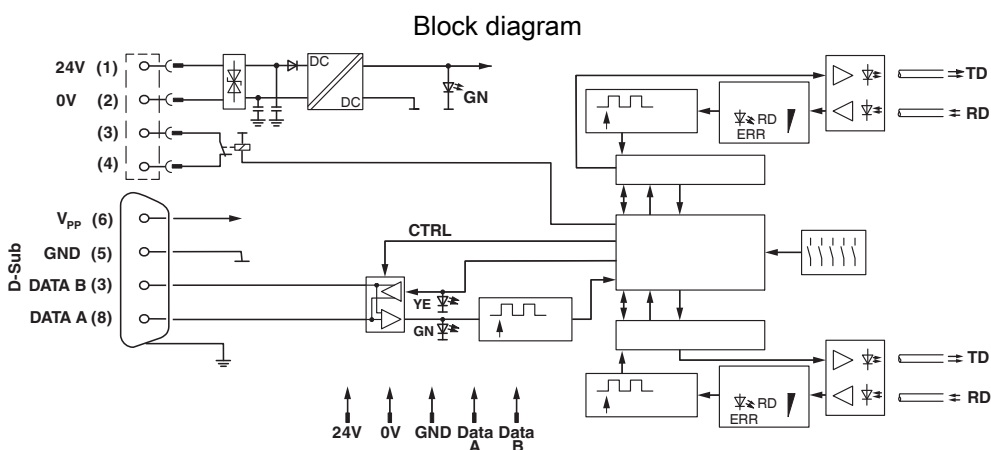 Block diagram
24V (1)
0V (2)
(3)
(4)
DC
DC
GN
TD
RD
RD
ERR
D-Sub
VPP (6)
GND (5)
DATA B (3)
DATA A (8)
CTRL
YE
GN
TD
RD
RD
ERR
24V 0V GND Data A Data B